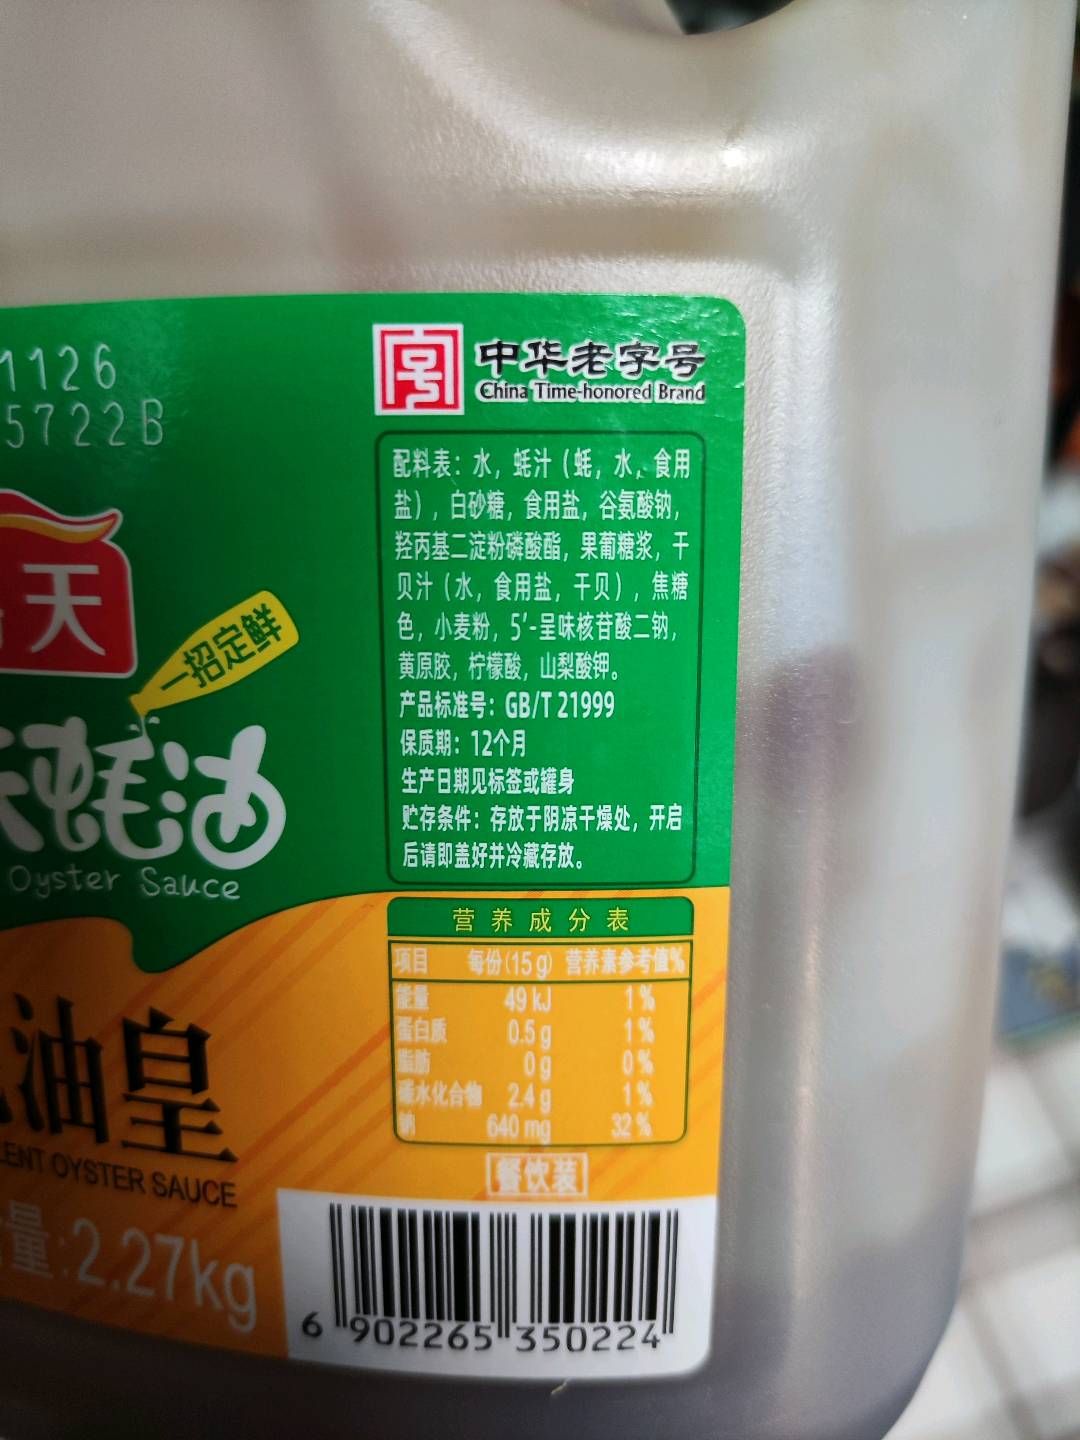 1126
5722B
中华老字号
China Time-honored Brand
配料表：水，蚝汁（蚝，水，食用
盐），白砂糖，食用盐，谷氨酸钠，
羟丙基二淀粉磷酸酯，果葡糖浆，干
贝汁（水，食用盐，干贝），焦糖
色，小麦粉，5′-呈味核苷酸二钠，
黄原胶，柠檬酸，山梨酸钾。
产品标准号：GB/T 21999
保质期：12个月
生产日期见标签或罐身
贮存条件：存放于阴凉干燥处，开启
后请即盖好并冷藏存放。
天
一招定鲜
蚝油
Oyster Sauce
油皇
LENT OYSTER SAUCE
量:2.27kg
营养成分表
项目 每份(15g) 营养素参考值%
能量 49 kJ 1%
蛋白质 0.5 g 1%
脂肪 0 g 0%
碳水化合物 2.4 g 1%
钠 640 mg 32%
餐饮装
6 902265 350224